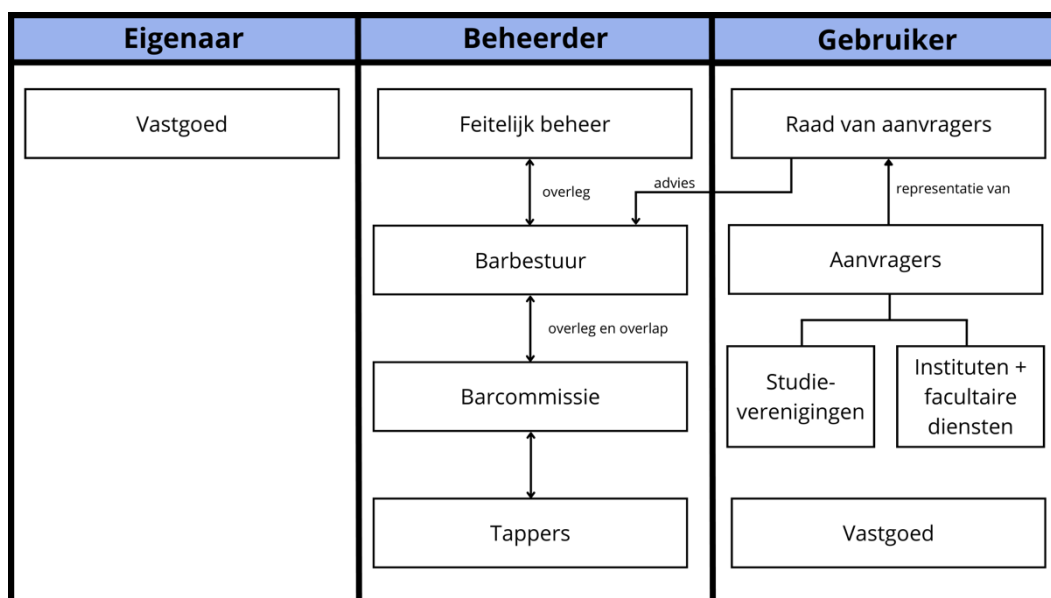 Eigenaar
Beheerder
Gebruiker
Vastgoed
Feitelijk beheer
Raad van aanvragers
overleg
advies
representatie van
Barbestuur
Aanvragers
overleg en overlap
Barcommissie
Studie-
verenigingen
Instituten +
facultaire
diensten
Tappers
Vastgoed